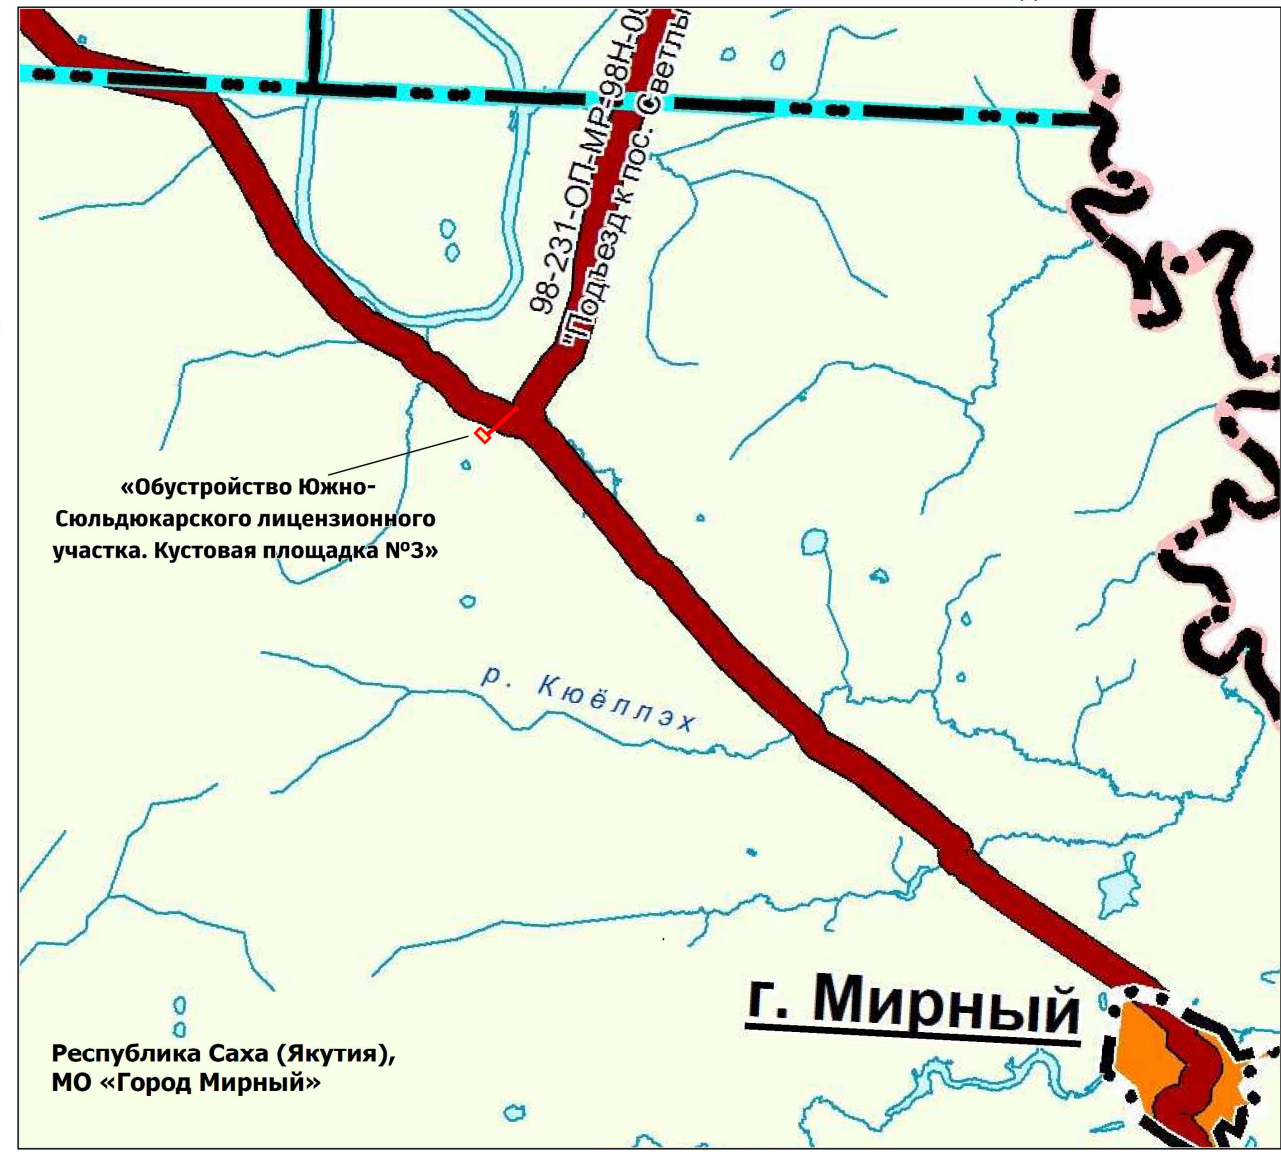 98-231-ОП-МР-98Н-00
"Подъезд к пос. Светлы
«Обустройство Южно-
Сюльдюкарского лицензионного
участка. Кустовая площадка №3»
р. Кюёллэх
г. Мирный
Республика Саха (Якутия),
МО «Город Мирный»